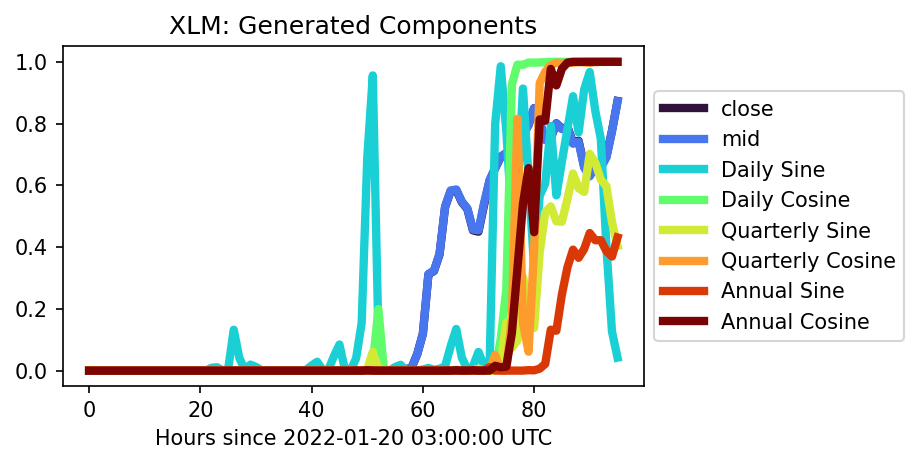 XLM: Generated Components
1.0
0.8
0.6
0.4
0.2
0.0
0
20
40
60
80
Hours since 2022-01-20 03:00:00 UTC
close
mid
Daily Sine
Daily Cosine
Quarterly Sine
Quarterly Cosine
Annual Sine
Annual Cosine